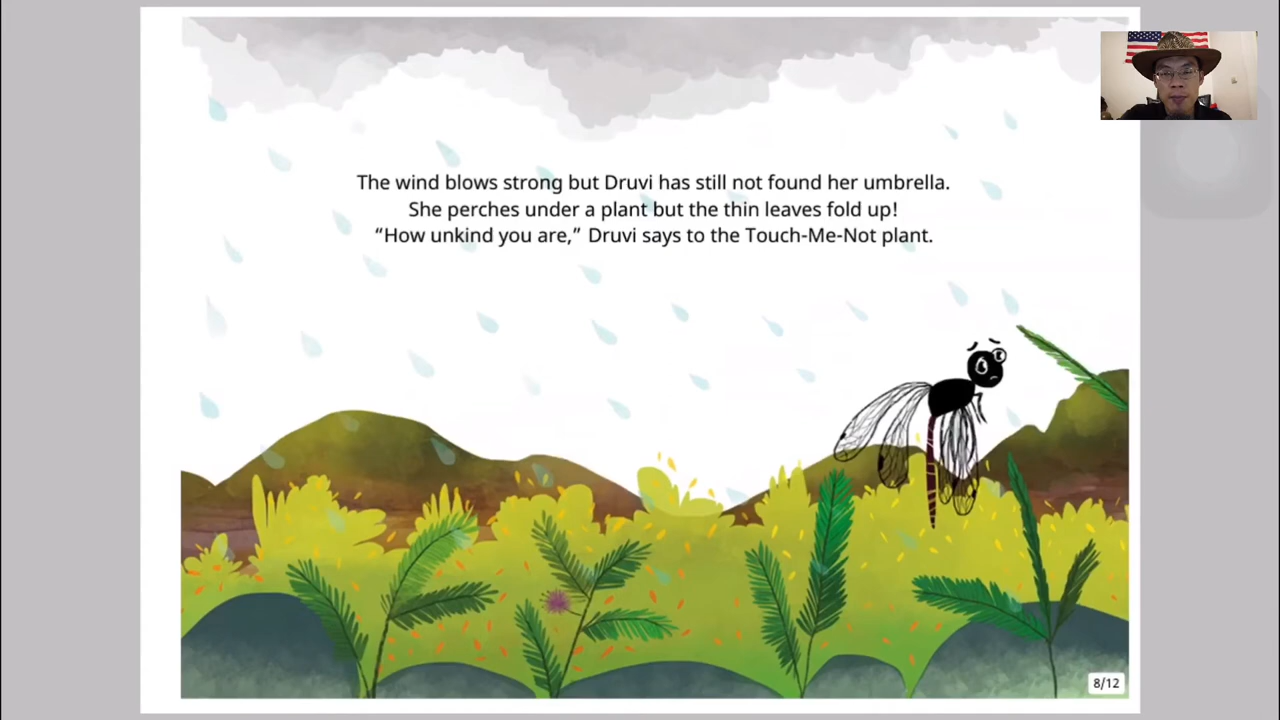 The wind blows strong but Druvi has still not found her umbrella.
She perches under a plant but the thin leaves fold up!
“How unkind you are,” Druvi says to the Touch-Me-Not plant.
8/12